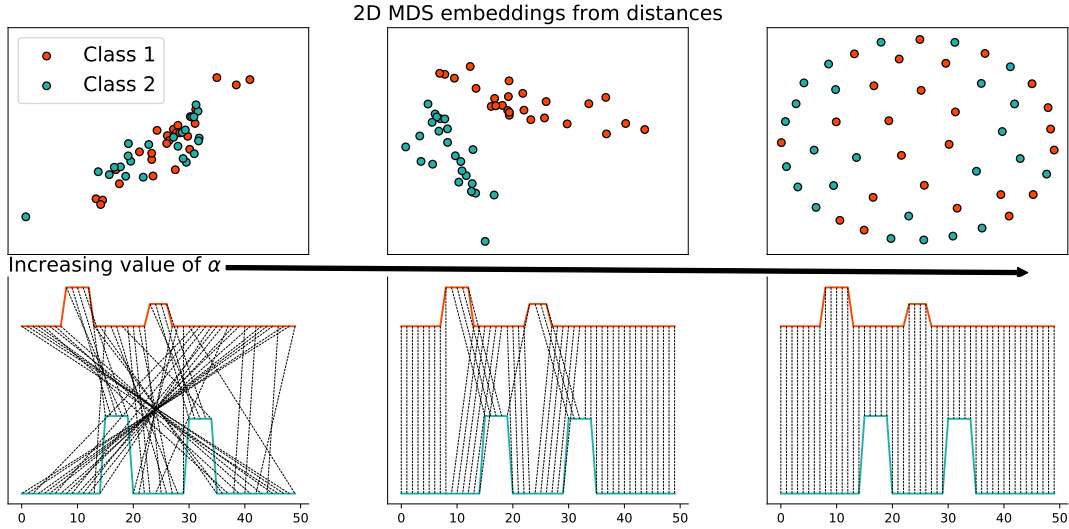 2D MDS embeddings from distances
Class 1
Class 2
Increasing value of α
0 10 20 30 40 50
0 10 20 30 40 50
0 10 20 30 40 50